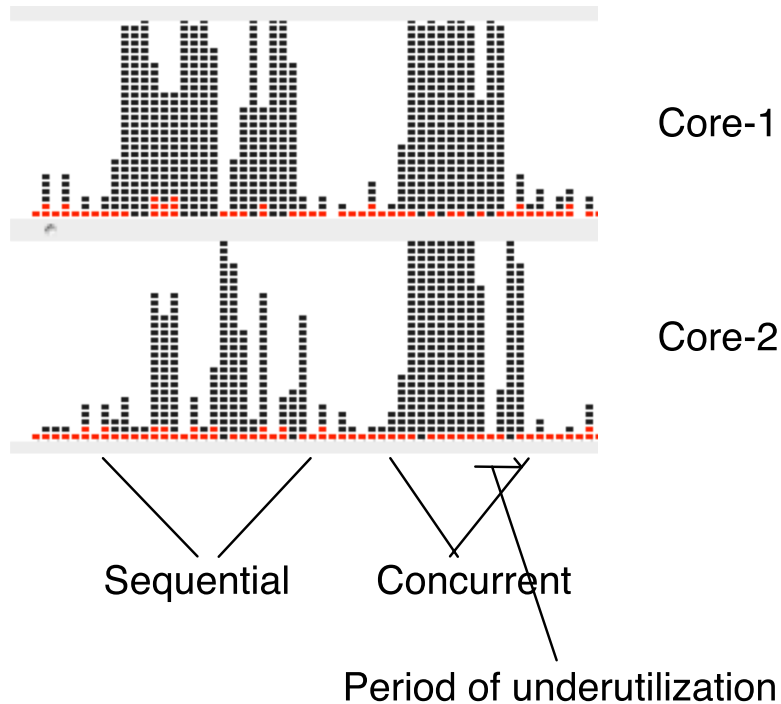 Core-1
Core-2
Sequential
Concurrent
Period of underutilization